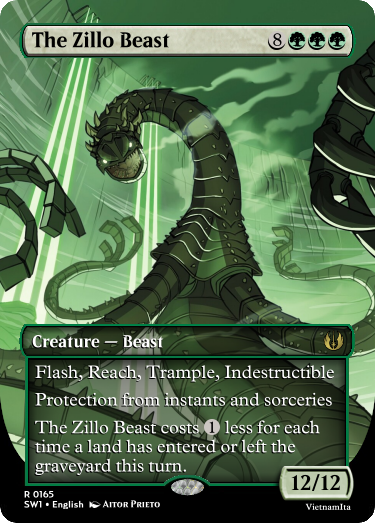 The Zillo Beast 8
Creature — Beast
Flash, Reach, Trample, Indestructible
Protection from instants and sorceries
The Zillo Beast costs 1 less for each
time a land has entered or left the
graveyard this turn.
12/12
R 0165
SW1 • English Aitor Prieto
VietnamIta